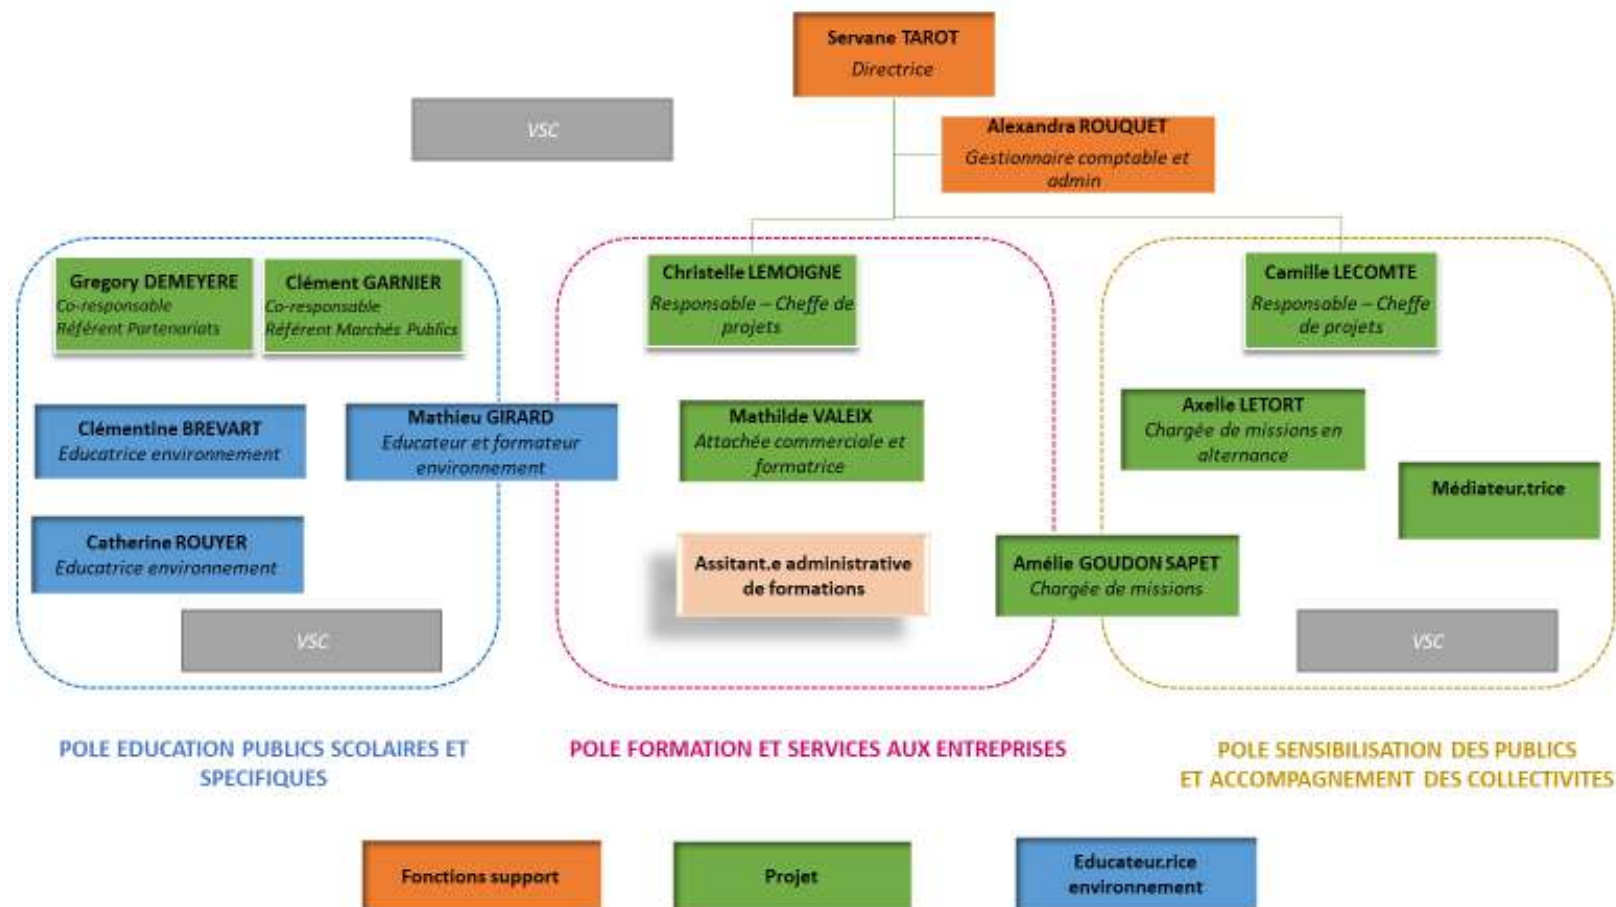 Servane TAROT
Directrice
VSC
Alexandra ROUQUET
Gestionnaire comptable et
admin
Gregory DEMEYERE
Co-responsable
Référent Partenariats
Clément GARNIER
Co-responsable
Référent Marchés Publics
Christelle LEMOIGNE
Responsable – Cheffe de
projets
Camille LECOMTE
Responsable – Cheffe
de projets
Clémentine BREVART
Educatrice environnement
Mathieu GIRARD
Educateur et formateur
environnement
Mathilde VALEIX
Attachée commerciale et
formatrice
Axelle LETORT
Chargée de missions en
alternance
Médiateur.trice
Catherine ROUYER
Educatrice environnement
Assitant.e administrative
de formations
Amélie GOUDON SAPET
Chargée de missions
VSC
VSC
POLE EDUCATION PUBLICS SCOLAIRES ET
SPECIFIQUES
POLE FORMATION ET SERVICES AUX ENTREPRISES
POLE SENSIBILISATION DES PUBLICS
ET ACCOMPAGNEMENT DES COLLECTIVITES
Fonctions support
Projet
Educateur.rice
environnement